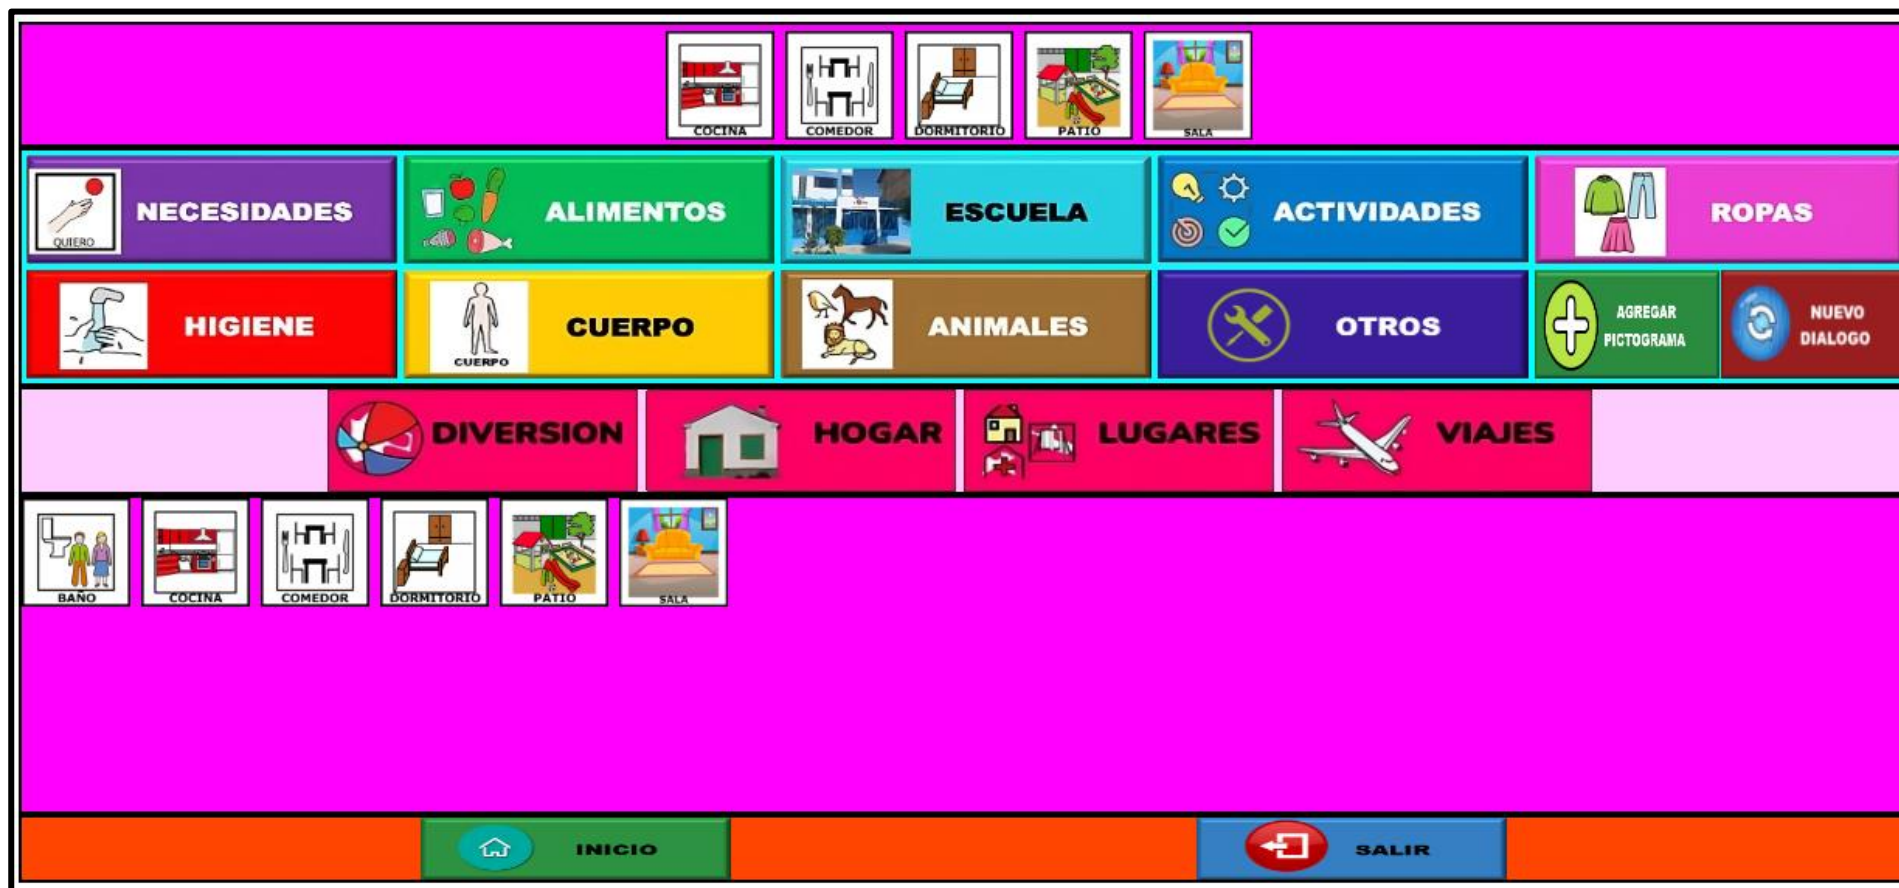 COCINA
COMEDOR
DORMITORIO
PATIO
SALA
QUIERO
NECESIDADES
ALIMENTOS
ESCUELA
ACTIVIDADES
ROPAS
HIGIENE
CUERPO
CUERPO
ANIMALES
OTROS
AGREGAR
PICTOGRAMA
NUEVO
DIALOGO
DIVERSION
HOGAR
LUGARES
VIAJES
BAÑO
COCINA
COMEDOR
DORMITORIO
PATIO
SALA
INICIO
SALIR